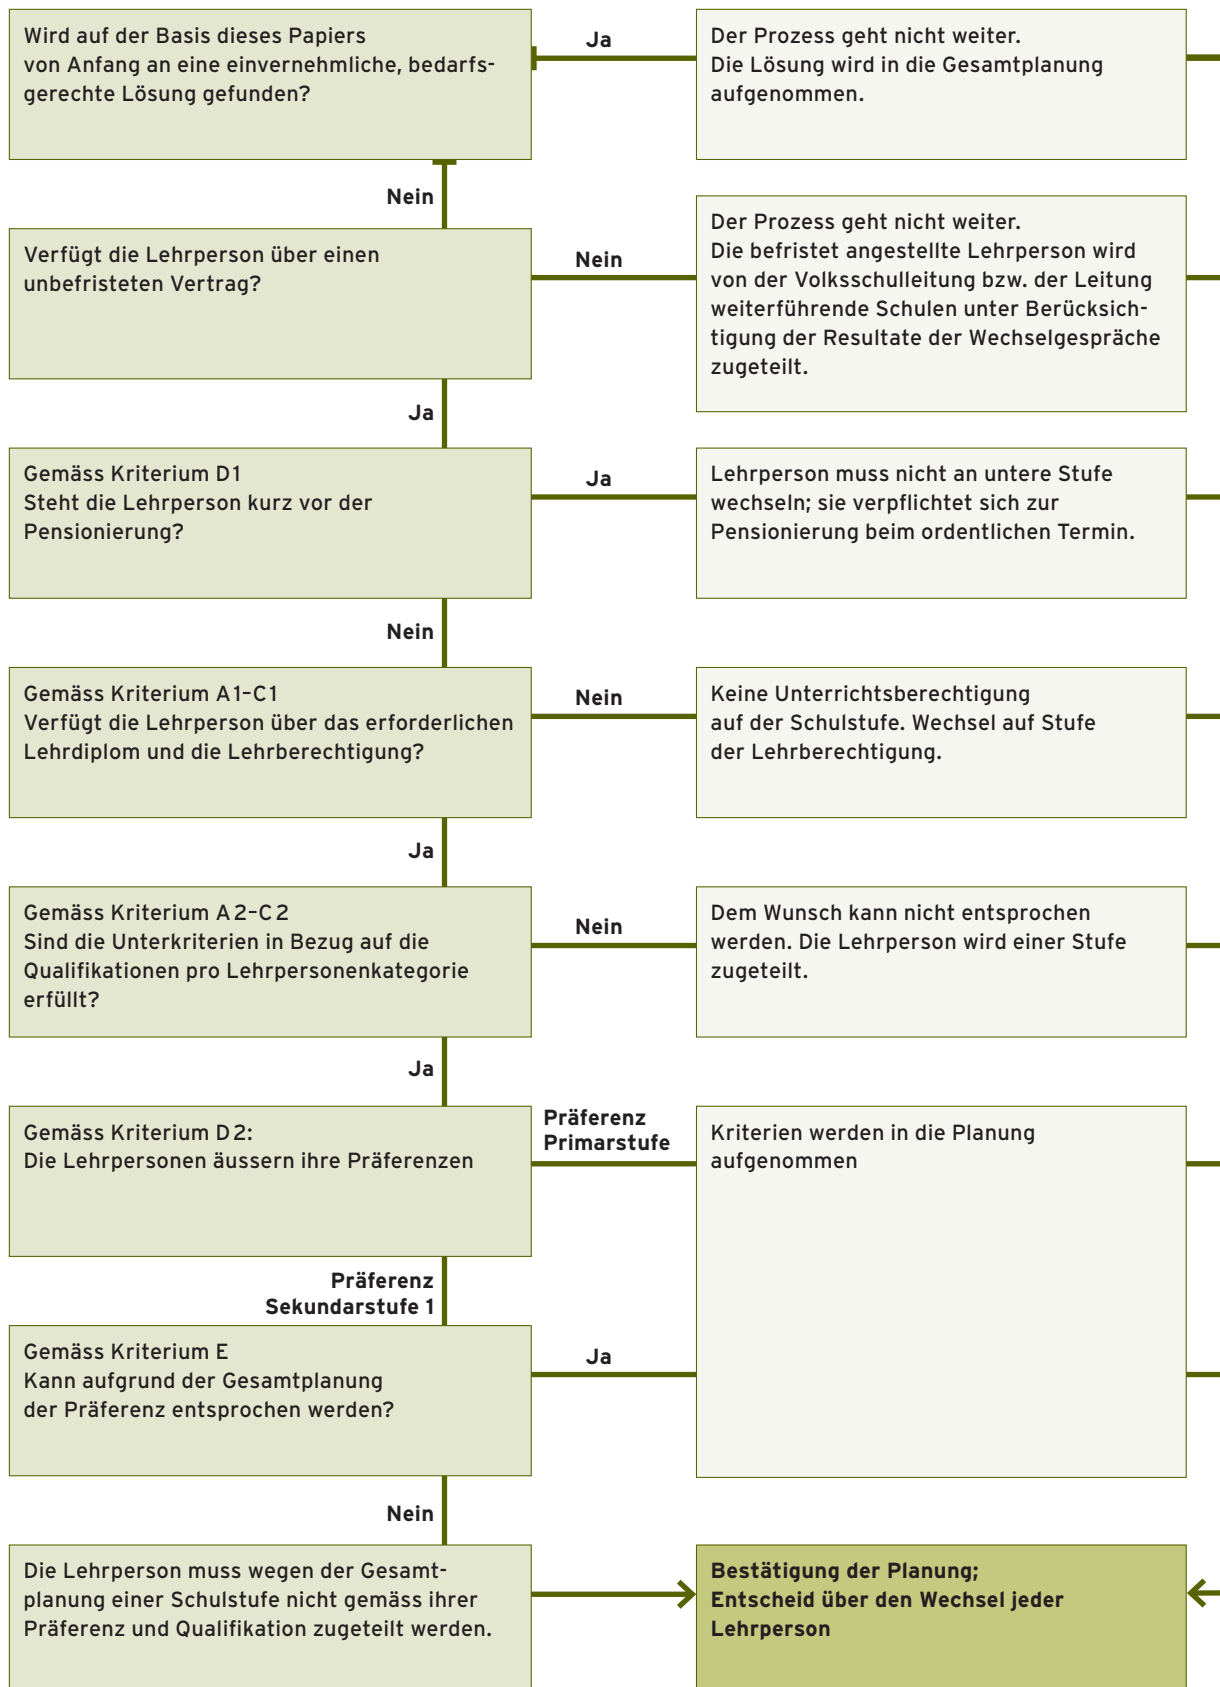 Wird auf der Basis dieses Papiers
von Anfang an eine einvernehmliche, bedarfs-
gerechte Lösung gefunden?
Ja
Der Prozess geht nicht weiter.
Die Lösung wird in die Gesamtplanung
aufgenommen.
Nein
Verfügt die Lehrperson über einen
unbefristeten Vertrag?
Nein
Der Prozess geht nicht weiter.
Die befristet angestellte Lehrperson wird
von der Volksschulleitung bzw. der Leitung
weiterführende Schulen unter Berücksich-
tigung der Resultate der Wechselgespräche
zugeteilt.
Ja
Gemäss Kriterium D1
Steht die Lehrperson kurz vor der
Pensionierung?
Ja
Lehrperson muss nicht an untere Stufe
wechseln; sie verpflichtet sich zur
Pensionierung beim ordentlichen Termin.
Nein
Gemäss Kriterium A1–C1
Verfügt die Lehrperson über das erforderlichen
Lehrdiplom und die Lehrberechtigung?
Nein
Keine Unterrichtsberechtigung
auf der Schulstufe. Wechsel auf Stufe
der Lehrberechtigung.
Ja
Gemäss Kriterium A2–C2
Sind die Unterkriterien in Bezug auf die
Qualifikationen pro Lehrpersonenkategorie
erfüllt?
Nein
Dem Wunsch kann nicht entsprochen
werden. Die Lehrperson wird einer Stufe
zugeteilt.
Ja
Gemäss Kriterium D2:
Die Lehrpersonen äussern ihre Präferenzen
Präferenz
Primarstufe
Kriterien werden in die Planung
aufgenommen
Präferenz
Sekundarstufe 1
Gemäss Kriterium E
Kann aufgrund der Gesamtplanung
der Präferenz entsprochen werden?
Ja
Nein
Die Lehrperson muss wegen der Gesamt-
planung einer Schulstufe nicht gemäss ihrer
Präferenz und Qualifikation zugeteilt werden.
Bestätigung der Planung;
Entscheid über den Wechsel jeder
Lehrperson